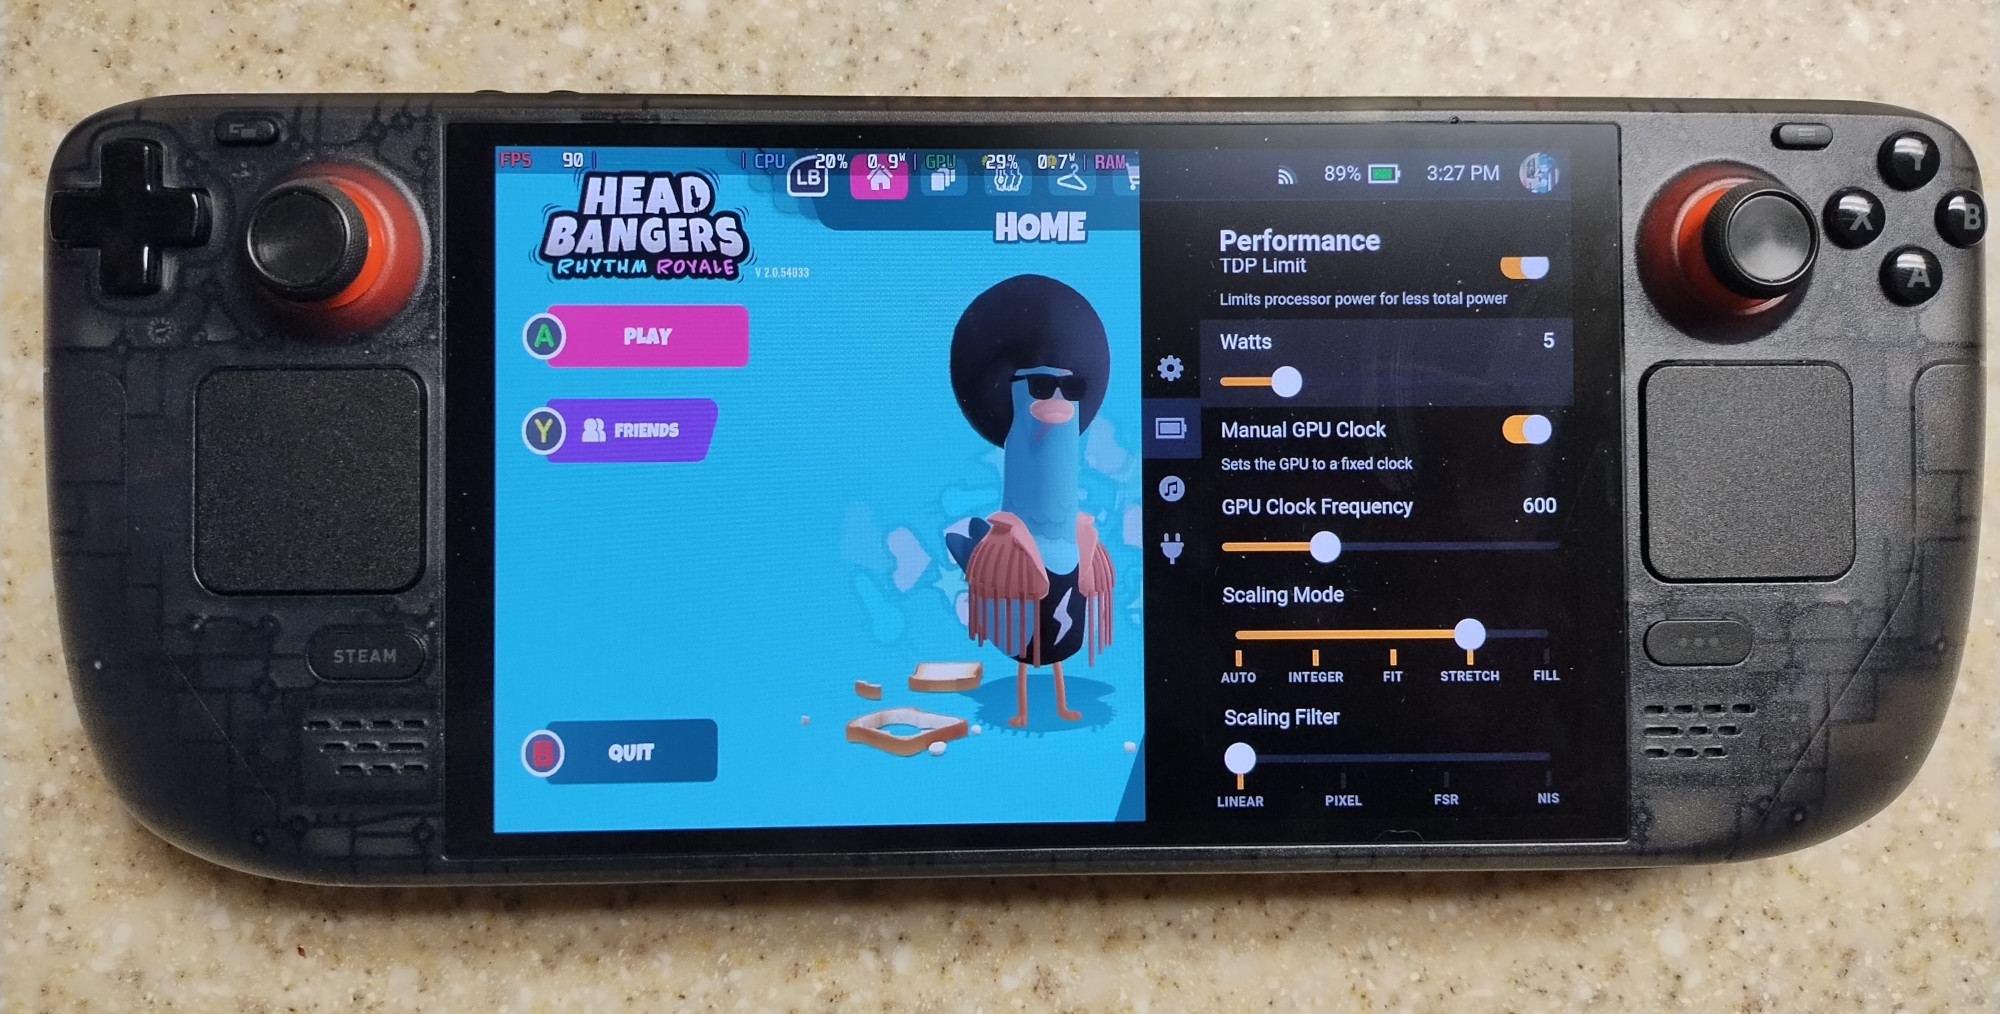 FPS 90 | | CPU 20% 0.9W | GPU 29% 0.7W | RAM
LB
HEAD
BANGERS
RHYTHM ROYALE
V 2.0.54033
HOME
A PLAY
Y FRIENDS
B QUIT
89% 3:27 PM
Performance
TDP Limit
Limits processor power for less total power
Watts 5
Manual GPU Clock
Sets the GPU to a fixed clock
GPU Clock Frequency 600
Scaling Mode
AUTO INTEGER FIT STRETCH FILL
Scaling Filter
LINEAR PIXEL FSR NIS
STEAM
Y
X
B
A